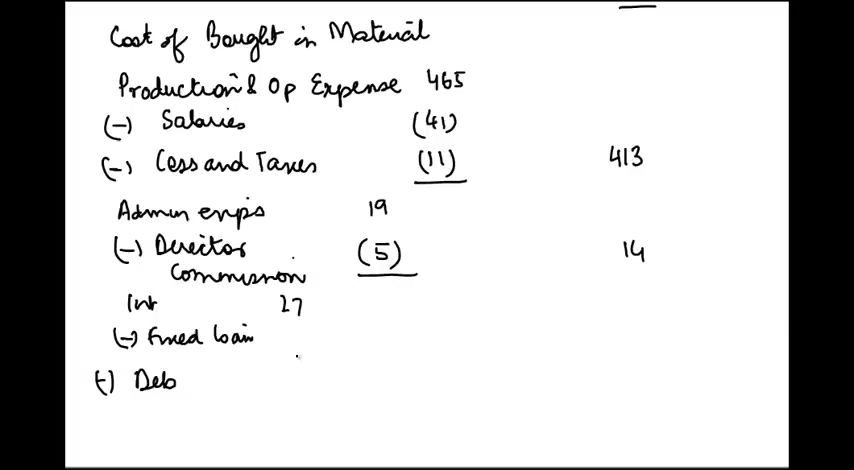 Cost of Bought in Material
Production & Op Expense 465
(-) Salaries (41)
(-) Cess and Taxes (11) 413
Admin exps 19
(-) Director (5) 14
Commission
Int 27
(-) Fixed loan
(-) Deb